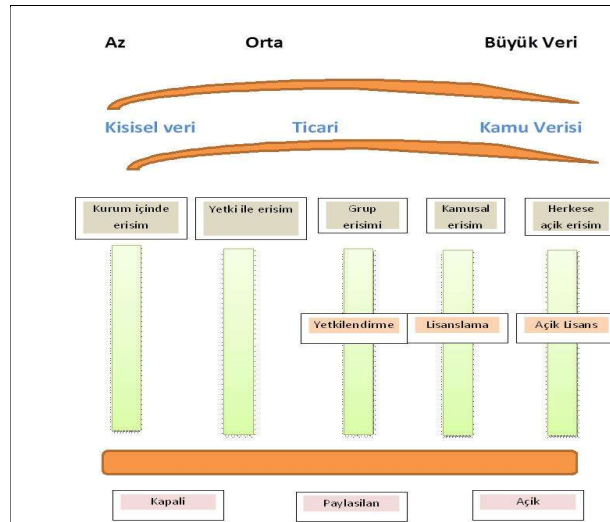 Az Orta Büyük Veri
Kisisel veri Ticari Kamu Verisi
Kurum içinde
erisim
Yetki ile erisim
Grup
erisimi
Kamusal
erisim
Herkese
açik erisim
Yetkilendirme Lisanslama Açik Lisans
Kapali Paylasilan Açik